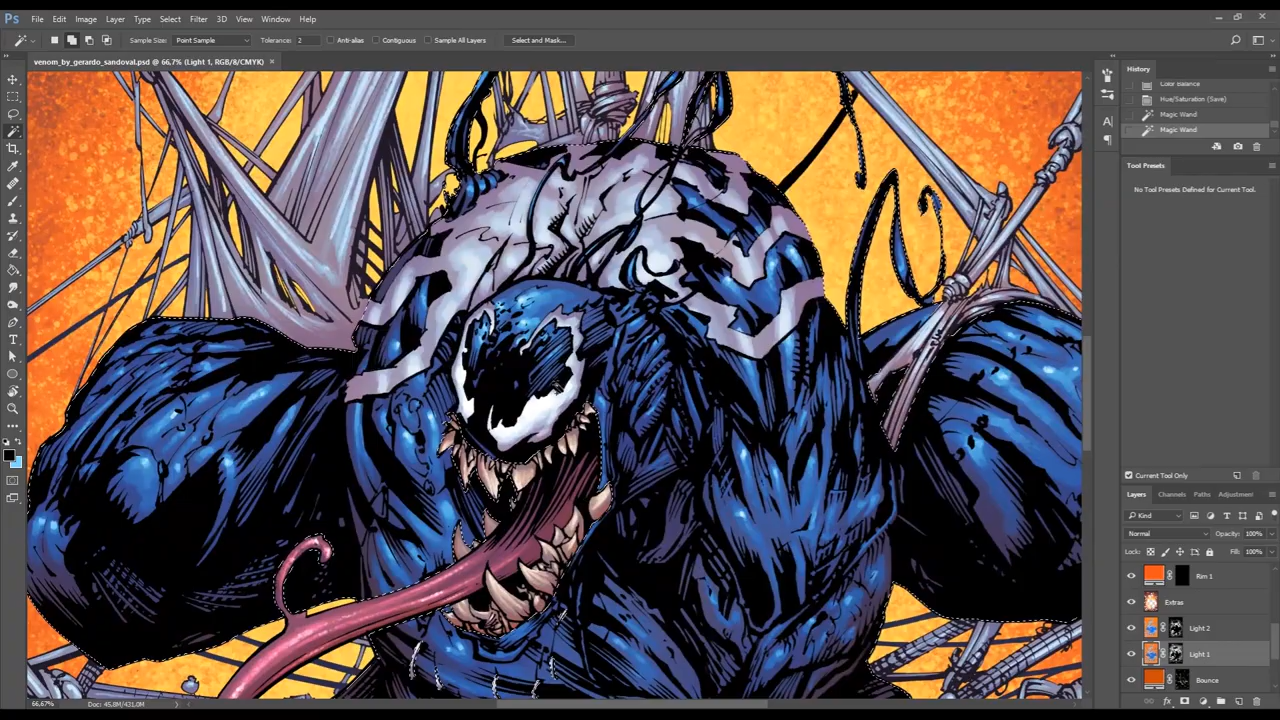 Ps File Edit Image Layer Type Select Filter 3D View Window Help
Sample Size: Point Sample Tolerance: 2 Anti-alias Contiguous Sample All Layers Select and Mask...
venom_by_gerardo_sandoval.psd @ 66,7% (Light 1, RGB/8/CMYK) ×
History
Color Balance
Hue/Saturation (Save)
Magic Wand
Magic Wand
Tool Presets
No Tool Presets Defined for Current Tool.
Current Tool Only
Layers Channels Paths Adjustment
Kind
Normal Opacity: 100%
Lock: Fill: 100%
Rim 1
Extras
Light 2
Light 1
Bounce
66,67% Doc: 45,8M/431,0M